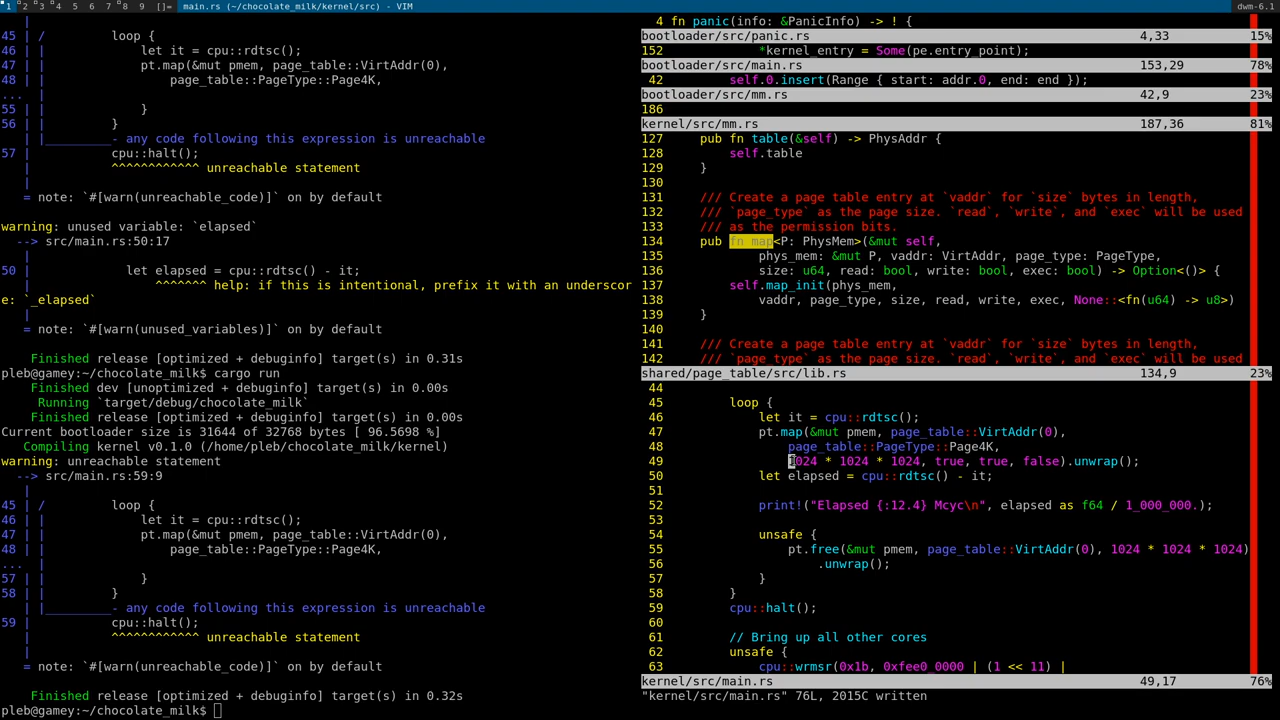 1 2 3 4 5 6 7 8 9 []= main.rs (~/chocolate_milk/kernel/src) - VIM dwm-6.1
|
45 | / loop {
46 | | let it = cpu::rdtsc();
47 | | pt.map(&mut pmem, page_table::VirtAddr(0),
48 | | page_table::PageType::Page4K,
... |
55 | | }
56 | | }
| |_________- any code following this expression is unreachable
57 | cpu::halt();
| ^^^^^^^^^^^^ unreachable statement
|
= note: `#[warn(unreachable_code)]` on by default

warning: unused variable: `elapsed`
--> src/main.rs:50:17
|
50 | let elapsed = cpu::rdtsc() - it;
| ^^^^^^^ help: if this is intentional, prefix it with an underscor
e: `_elapsed`
|
= note: `#[warn(unused_variables)]` on by default

Finished release [optimized + debuginfo] target(s) in 0.31s
pleb@gamey:~/chocolate_milk$ cargo run
Finished dev [unoptimized + debuginfo] target(s) in 0.00s
Running `target/debug/chocolate_milk`
Finished release [optimized + debuginfo] target(s) in 0.00s
Current bootloader size is 31644 of 32768 bytes [ 96.5698 %]
Compiling kernel v0.1.0 (/home/pleb/chocolate_milk/kernel)
warning: unreachable statement
--> src/main.rs:59:9
|
45 | / loop {
46 | | let it = cpu::rdtsc();
47 | | pt.map(&mut pmem, page_table::VirtAddr(0),
48 | | page_table::PageType::Page4K,
... |
57 | | }
58 | | }
| |_________- any code following this expression is unreachable
59 | cpu::halt();
| ^^^^^^^^^^^^ unreachable statement
|
= note: `#[warn(unreachable_code)]` on by default

Finished release [optimized + debuginfo] target(s) in 0.32s
pleb@gamey:~/chocolate_milk$
4 fn panic(info: &PanicInfo) -> ! {
bootloader/src/panic.rs 4,33 15%
152 *kernel_entry = Some(pe.entry_point);
bootloader/src/main.rs 153,29 78%
42 self.0.insert(Range { start: addr.0, end: end });
bootloader/src/mm.rs 42,9 23%
186
kernel/src/mm.rs 187,36 81%
127 pub fn table(&self) -> PhysAddr {
128 self.table
129 }
130
131 /// Create a page table entry at `vaddr` for `size` bytes in length,
132 /// `page_type` as the page size. `read`, `write`, and `exec` will be used
133 /// as the permission bits.
134 pub fn map<P: PhysMem>(&mut self,
135 phys_mem: &mut P, vaddr: VirtAddr, page_type: PageType,
136 size: u64, read: bool, write: bool, exec: bool) -> Option<()> {
137 self.map_init(phys_mem,
138 vaddr, page_type, size, read, write, exec, None::<fn(u64) -> u8>)
139 }
140
141 /// Create a page table entry at `vaddr` for `size` bytes in length,
142 /// `page_type` as the page size. `read`, `write`, and `exec` will be used
shared/page_table/src/lib.rs 134,9 23%
44
45 loop {
46 let it = cpu::rdtsc();
47 pt.map(&mut pmem, page_table::VirtAddr(0),
48 page_table::PageType::Page4K,
49 1024 * 1024 * 1024, true, true, false).unwrap();
50 let elapsed = cpu::rdtsc() - it;
51
52 print!("Elapsed {:12.4} Mcyc\n", elapsed as f64 / 1_000_000.);
53
54 unsafe {
55 pt.free(&mut pmem, page_table::VirtAddr(0), 1024 * 1024 * 1024)
56 .unwrap();
57 }
58 }
59 cpu::halt();
60
61 // Bring up all other cores
62 unsafe {
63 cpu::wrmsr(0x1b, 0xfee0_0000 | (1 << 11) |
kernel/src/main.rs 49,17 76%
"kernel/src/main.rs" 76L, 2015C written